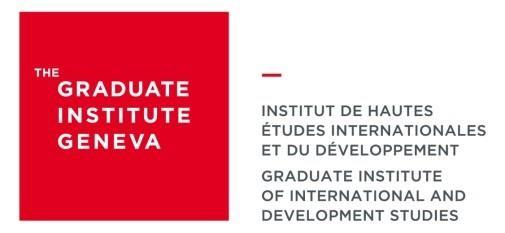 THE
GRADUATE
INSTITUTE
GENEVA
INSTITUT DE HAUTES
ÉTUDES INTERNATIONALES
ET DU DÉVELOPPEMENT
GRADUATE INSTITUTE
OF INTERNATIONAL AND
DEVELOPMENT STUDIES